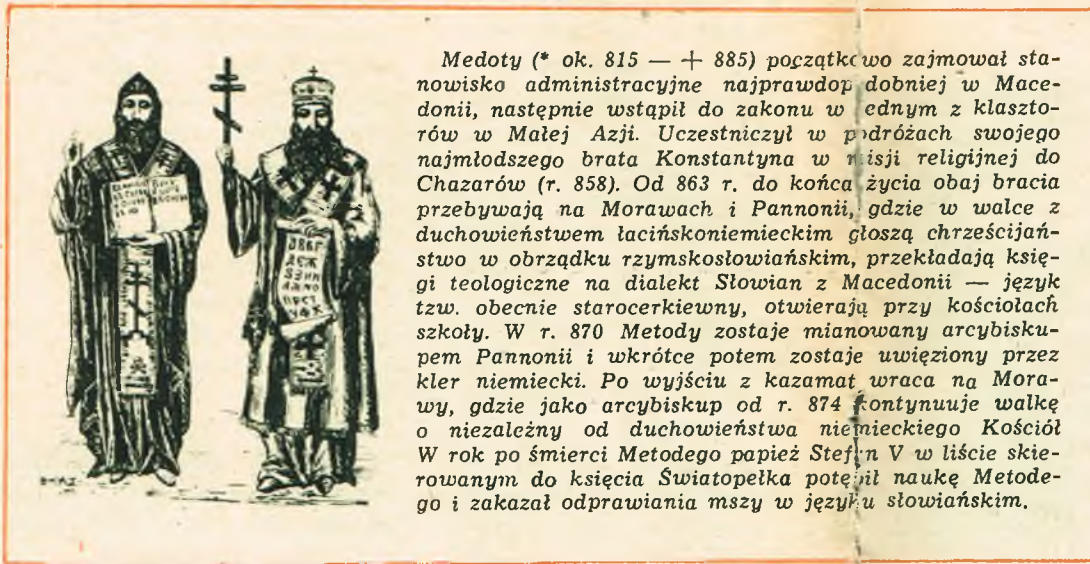 Medoty (* ok. 815 — + 885) początkowo zajmował sta-
nowisko administracyjne najprawdop dobniej w Mace-
donii, następnie wstąpił do zakonu w ednym z klaszto-
rów w Małej Azji. Uczestniczył w podróżach swojego
najmłodszego brata Konstantyna w misji religijnej do
Chazarów (r. 858). Od 863 r. do końca życia obaj bracia
przebywają na Morawach i Pannonii, gdzie w walce z
duchowieństwem łacińskoniemieckim głoszą chrześcijań-
stwo w obrządku rzymskosłowiańskim, przekładają księ-
gi teologiczne na dialekt Słowian z Macedonii — język
tzw. obecnie starocerkiewny, otwierają przy kościołach
szkoły. W r. 870 Metody zostaje mianowany arcybisku-
pem Pannonii i wkrótce potem zostaje uwięziony przez
kler niemiecki. Po wyjściu z kazamat wraca na Mora-
wy, gdzie jako arcybiskup od r. 874 kontynuuje walkę
o niezależny od duchowieństwa niemieckiego Kościół
W rok po śmierci Metodego papież Stefan V w liście skie-
rowanym do księcia Światopełka potępił naukę Metode-
go i zakazał odprawiania mszy w języku słowiańskim.